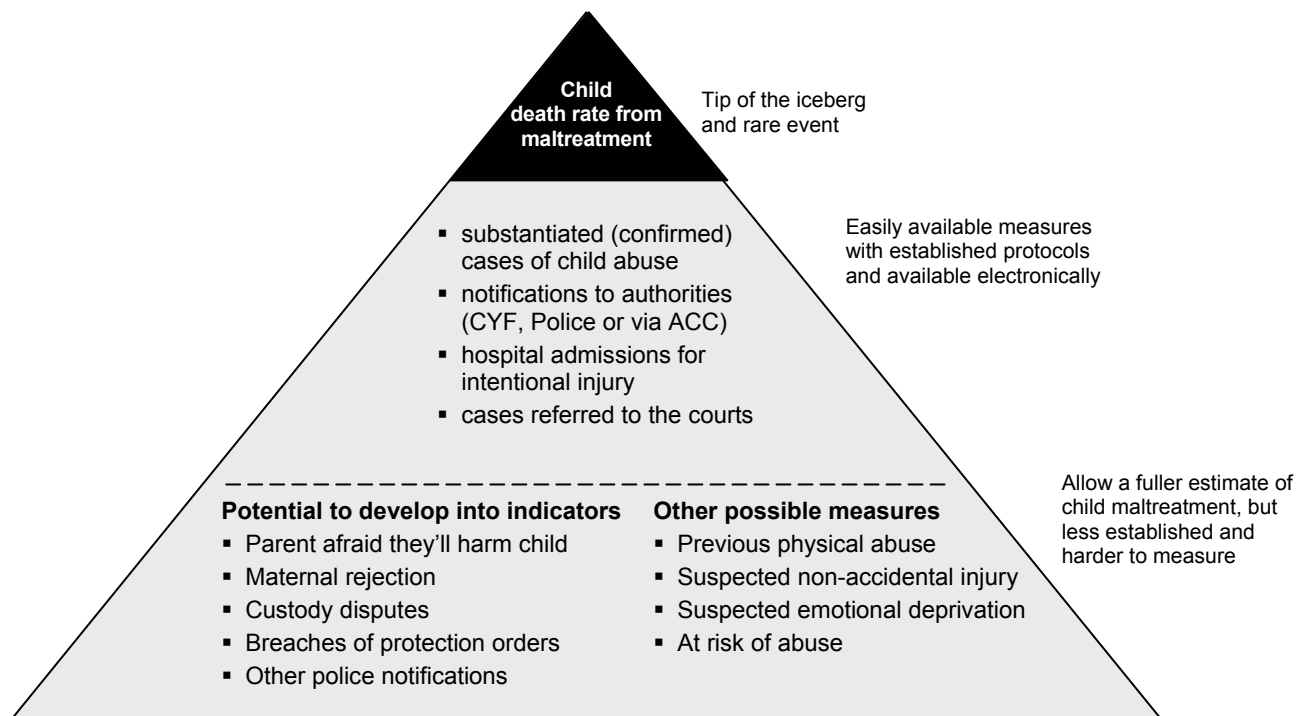 Child
death rate from
maltreatment
Tip of the iceberg
and rare event
▪ substantiated (confirmed)
cases of child abuse
▪ notifications to authorities
(CYF, Police or via ACC)
▪ hospital admissions for
intentional injury
▪ cases referred to the courts
Easily available measures
with established protocols
and available electronically
Potential to develop into indicators
▪ Parent afraid they’ll harm child
▪ Maternal rejection
▪ Custody disputes
▪ Breaches of protection orders
▪ Other police notifications
Other possible measures
▪ Previous physical abuse
▪ Suspected non-accidental injury
▪ Suspected emotional deprivation
▪ At risk of abuse
Allow a fuller estimate of
child maltreatment, but
less established and
harder to measure